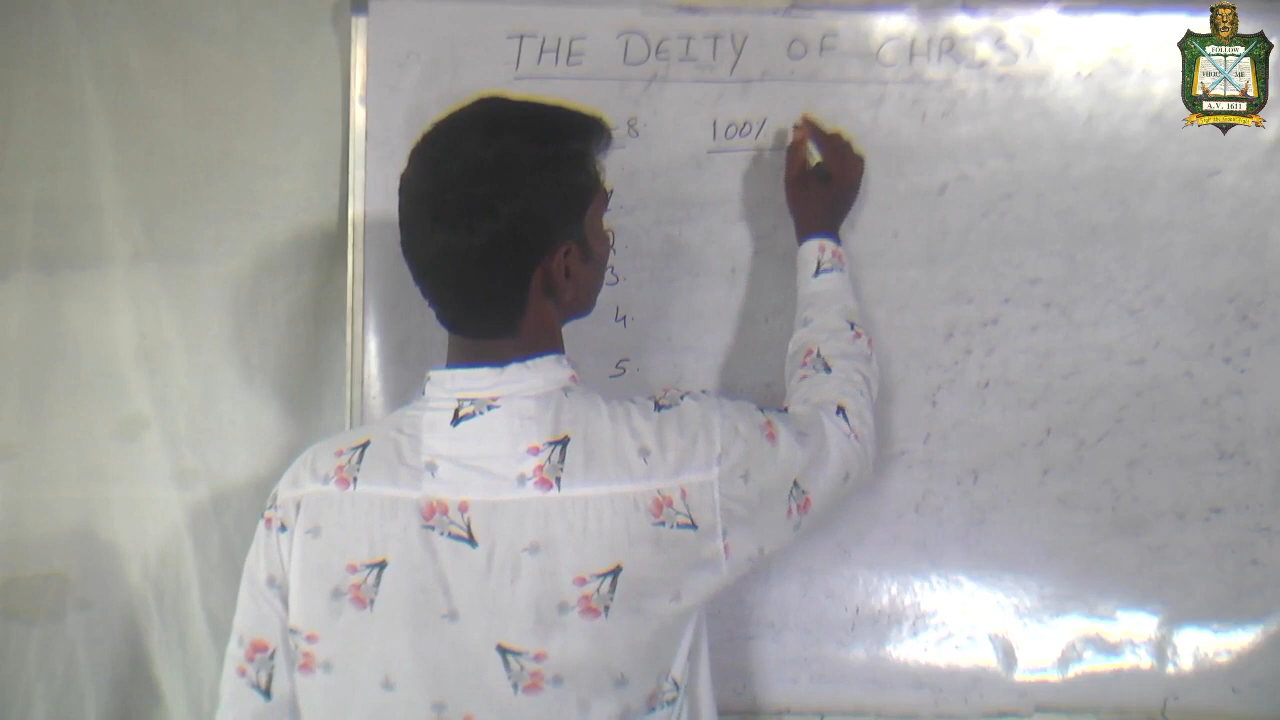 THE DEITY OF CHRIST
-8. 100%
2.
3.
4.
5.
FOLLOW
THOU ME
A.V. 1611